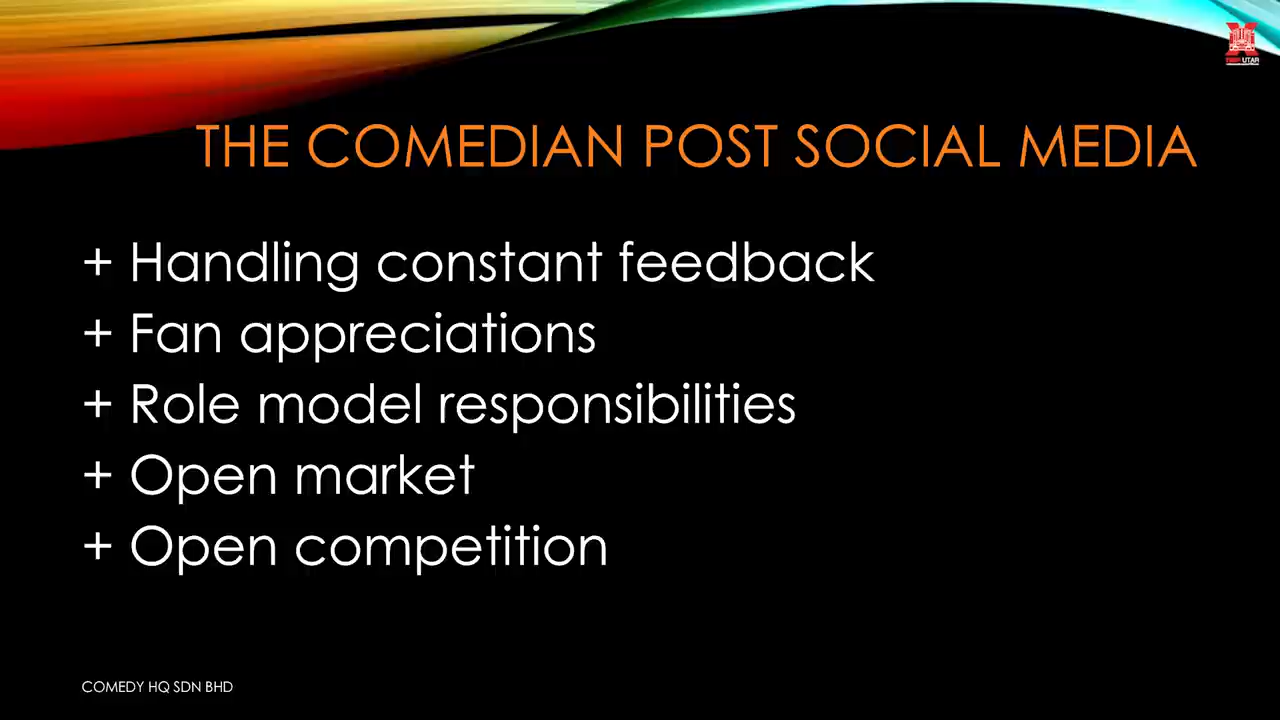 THE COMEDIAN POST SOCIAL MEDIA
+ Handling constant feedback
+ Fan appreciations
+ Role model responsibilities
+ Open market
+ Open competition
COMEDY HQ SDN BHD